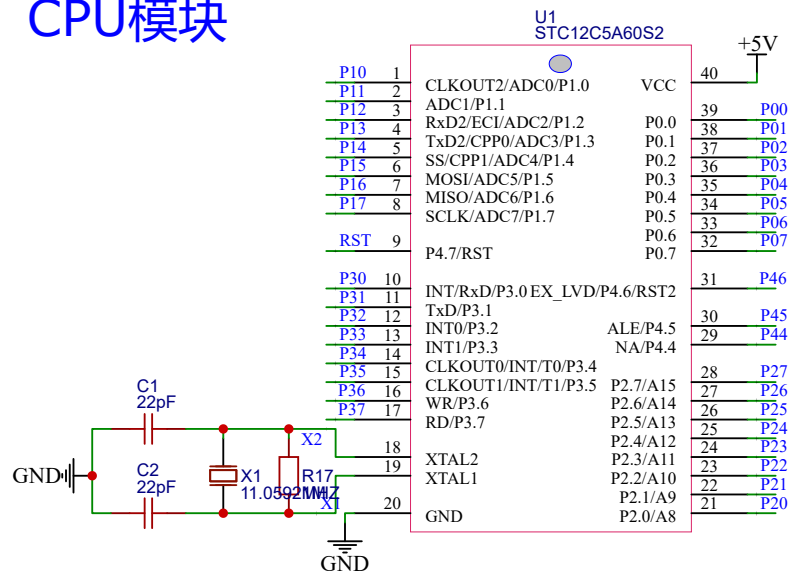 CPU模块
U1
STC12C5A60S2
+5V
P10 1 CLKOUT2/ADC0/P1.0 VCC 40
P11 2 ADC1/P1.1
P12 3 RxD2/ECI/ADC2/P1.2 P0.0 39 P00
P13 4 TxD2/CPP0/ADC3/P1.3 P0.1 38 P01
P14 5 SS/CPP1/ADC4/P1.4 P0.2 37 P02
P15 6 MOSI/ADC5/P1.5 P0.3 36 P03
P16 7 MISO/ADC6/P1.6 P0.4 35 P04
P17 8 SCLK/ADC7/P1.7 P0.5 34 P05
P0.6 33 P06
RST 9 P4.7/RST P0.7 32 P07
P30 10 INT/RxD/P3.0 EX_LVD/P4.6/RST2 31 P46
P31 11 TxD/P3.1
P32 12 INT0/P3.2 ALE/P4.5 30 P45
P33 13 INT1/P3.3 NA/P4.4 29 P44
P34 14 CLKOUT0/INT/T0/P3.4
P35 15 CLKOUT1/INT/T1/P3.5 P2.7/A15 28 P27
P36 16 WR/P3.6 P2.6/A14 27 P26
P37 17 RD/P3.7 P2.5/A13 26 P25
P2.4/A12 25 P24
X2 18 XTAL2 P2.3/A11 24 P23
19 XTAL1 P2.2/A10 23 P22
P2.1/A9 22 P21
20 GND P2.0/A8 21 P20
C1
22pF
GND
C2
22pF
X1
11.0592MHZ
R17
X1
GND